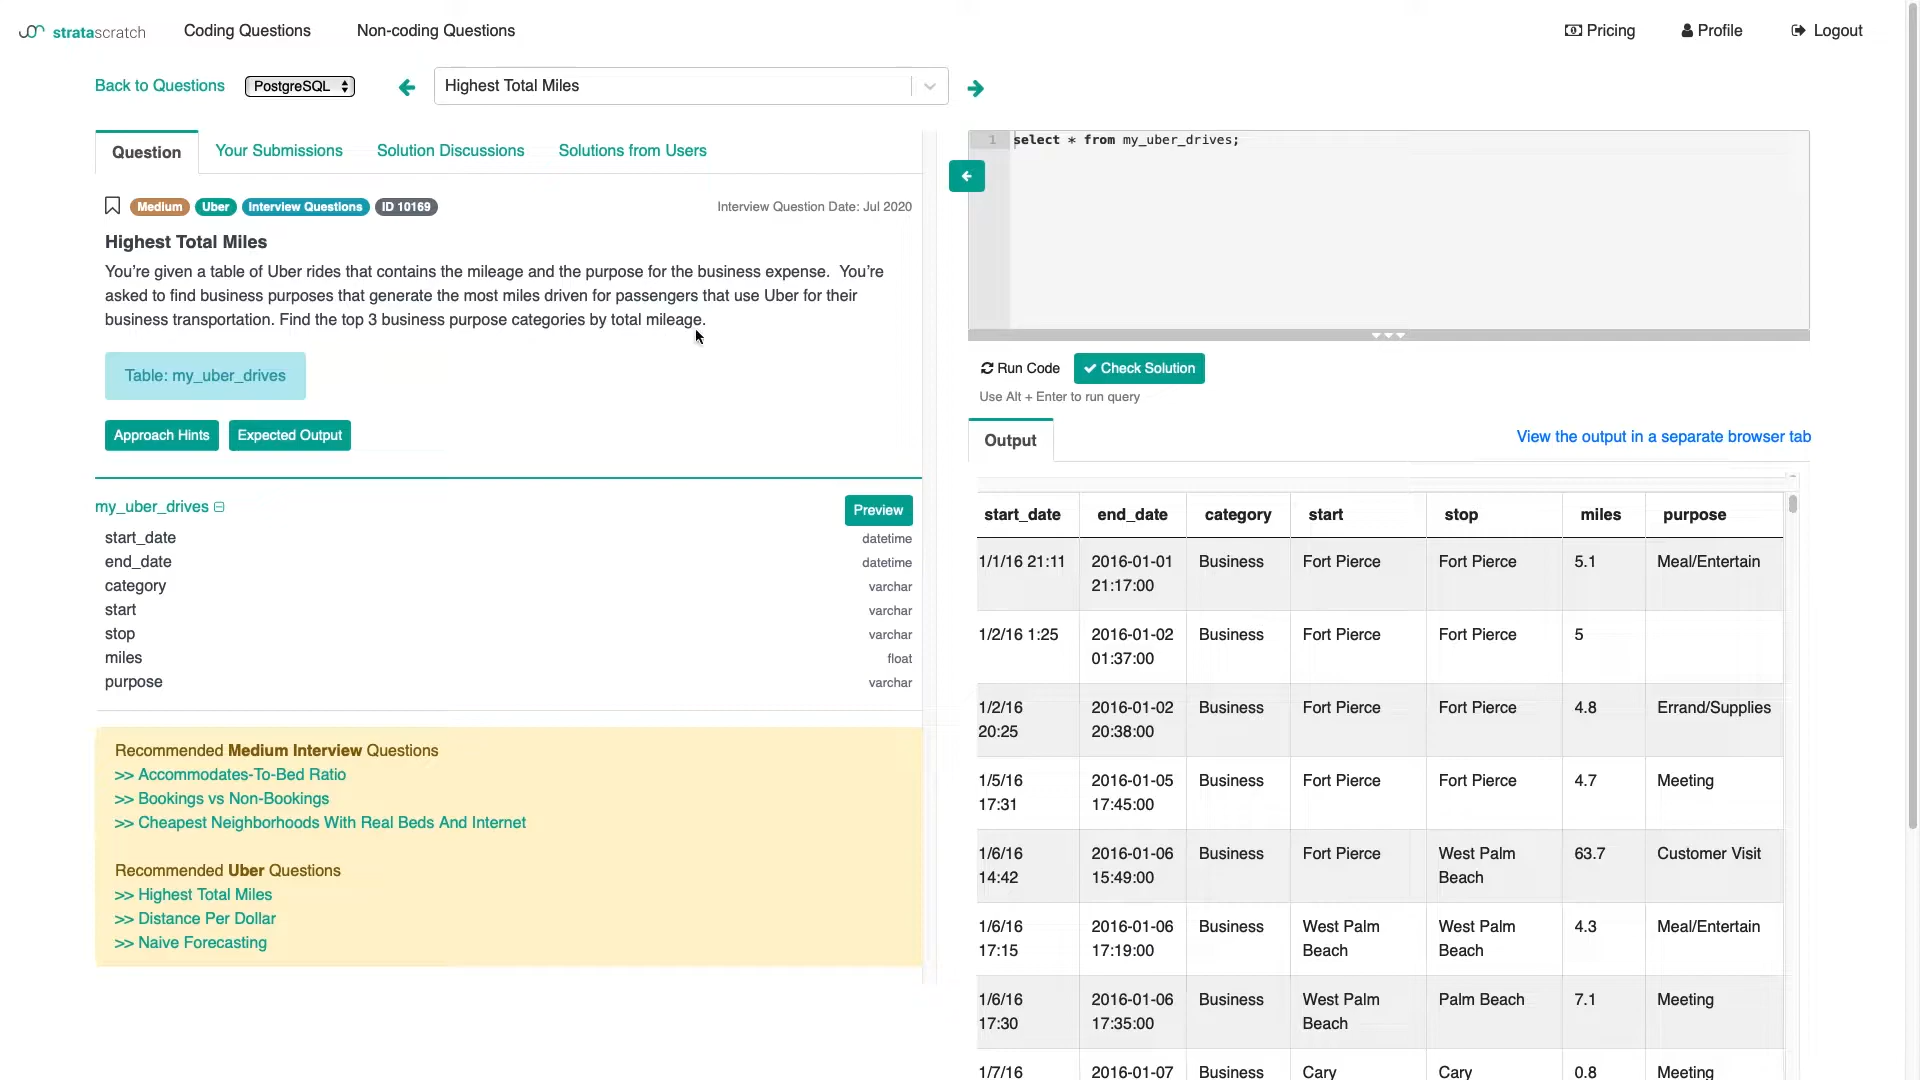 stratascratch
Coding Questions
Non-coding Questions
Pricing
Profile
Logout
Back to Questions
PostgreSQL
Highest Total Miles
Question
Your Submissions
Solution Discussions
Solutions from Users
Medium
Uber
Interview Questions
ID 10169
Interview Question Date: Jul 2020
Highest Total Miles
You're given a table of Uber rides that contains the mileage and the purpose for the business expense.  You're
asked to find business purposes that generate the most miles driven for passengers that use Uber for their
business transportation. Find the top 3 business purpose categories by total mileage.
Table: my_uber_drives
Approach Hints
Expected Output
my_uber_drives
Preview
start_date datetime
end_date datetime
category varchar
start varchar
stop varchar
miles float
purpose varchar
Recommended Medium Interview Questions
>> Accommodates-To-Bed Ratio
>> Bookings vs Non-Bookings
>> Cheapest Neighborhoods With Real Beds And Internet
Recommended Uber Questions
>> Highest Total Miles
>> Distance Per Dollar
>> Naive Forecasting
1 select * from my_uber_drives;
Run Code
Check Solution
Use Alt + Enter to run query
Output
View the output in a separate browser tab
start_date end_date category start stop miles purpose
1/1/16 21:11 2016-01-01 Business Fort Pierce Fort Pierce 5.1 Meal/Entertain
21:17:00
1/2/16 1:25 2016-01-02 Business Fort Pierce Fort Pierce 5
01:37:00
1/2/16 2016-01-02 Business Fort Pierce Fort Pierce 4.8 Errand/Supplies
20:25 20:38:00
1/5/16 2016-01-05 Business Fort Pierce Fort Pierce 4.7 Meeting
17:31 17:45:00
1/6/16 2016-01-06 Business Fort Pierce West Palm 63.7 Customer Visit
14:42 15:49:00 Beach
1/6/16 2016-01-06 Business West Palm West Palm 4.3 Meal/Entertain
17:15 17:19:00 Beach Beach
1/6/16 2016-01-06 Business West Palm Palm Beach 7.1 Meeting
17:30 17:35:00 Beach
1/7/16 2016-01-07 Business Cary Cary 0.8 Meeting